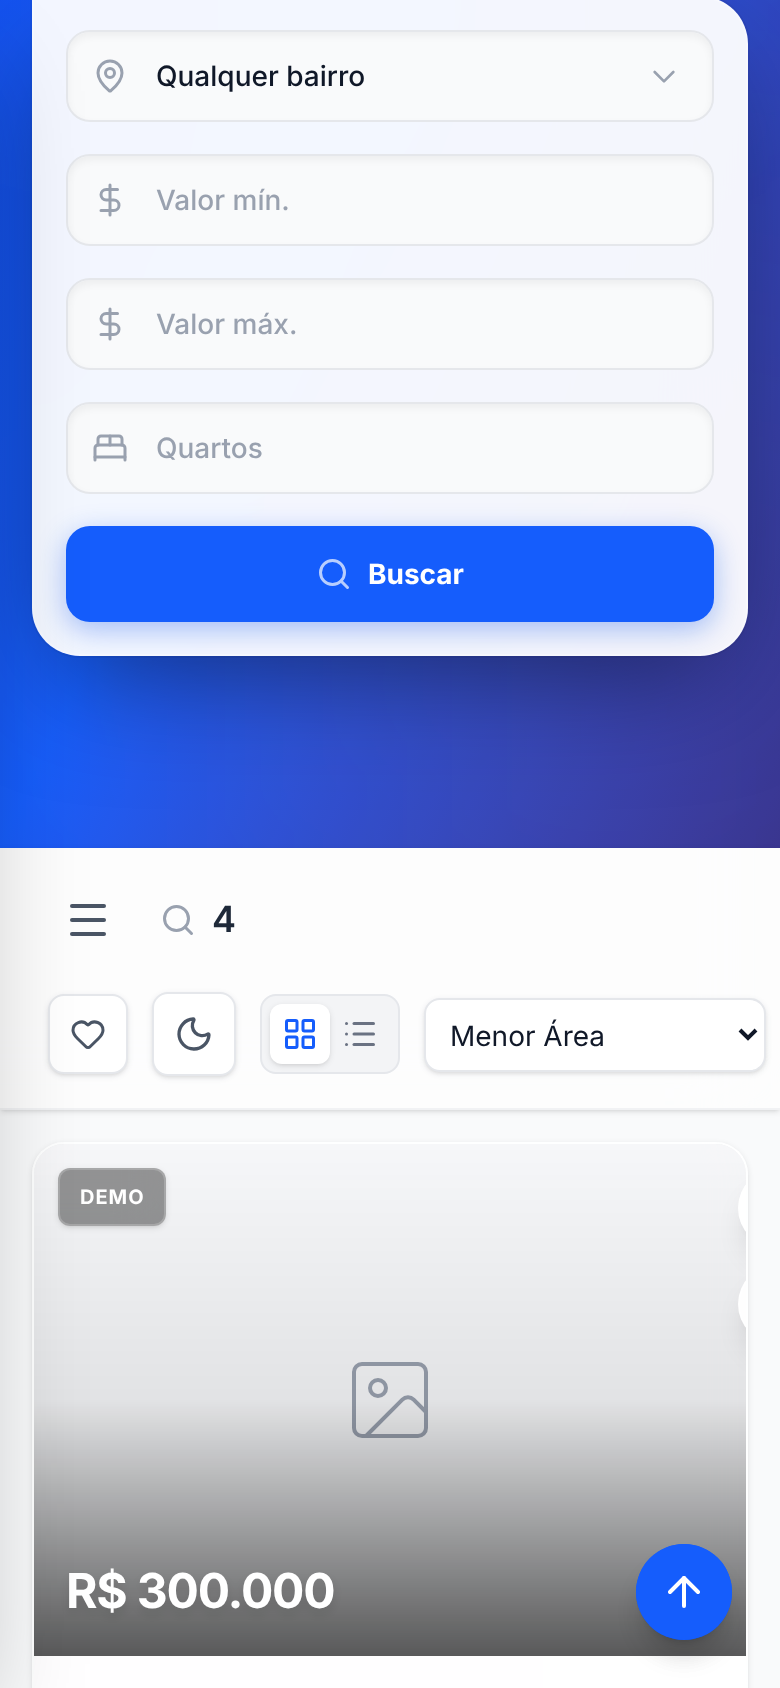 Qualquer bairro
Valor mín.
Valor máx.
Quartos
Buscar
4
Menor Área
DEMO
R$ 300.000